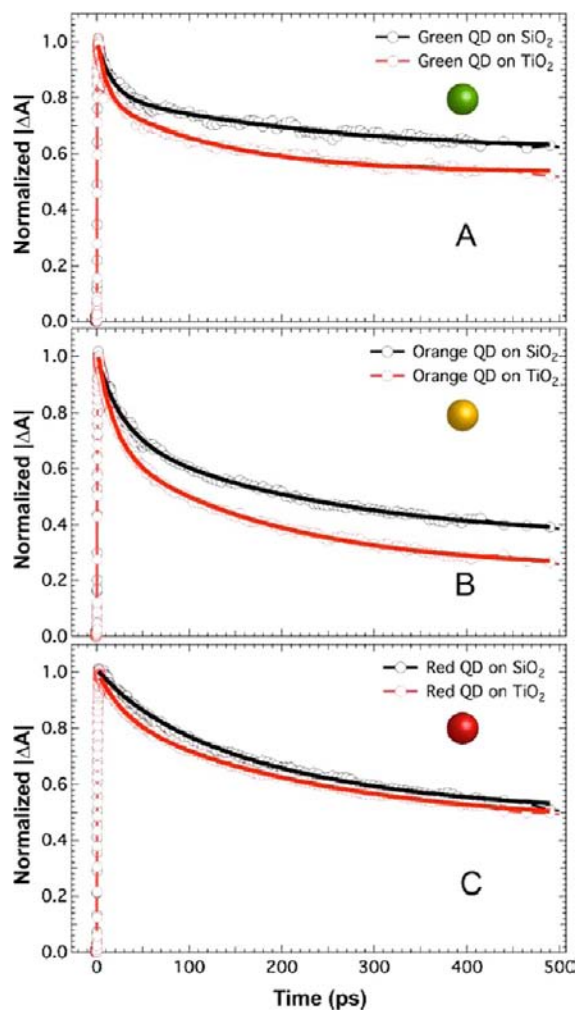 1.0
Green QD on SiO₂
Green QD on TiO₂
0.8
Normalized |ΔA|
0.6
0.4
A
0.2
0.0
1.0
Orange QD on SiO₂
Orange QD on TiO₂
0.8
Normalized |ΔA|
0.6
0.4
0.2
B
0.0
1.0
Red QD on SiO₂
Red QD on TiO₂
0.8
Normalized |ΔA|
0.6
0.4
C
0.2
0.0
0 100 200 300 400 500
Time (ps)